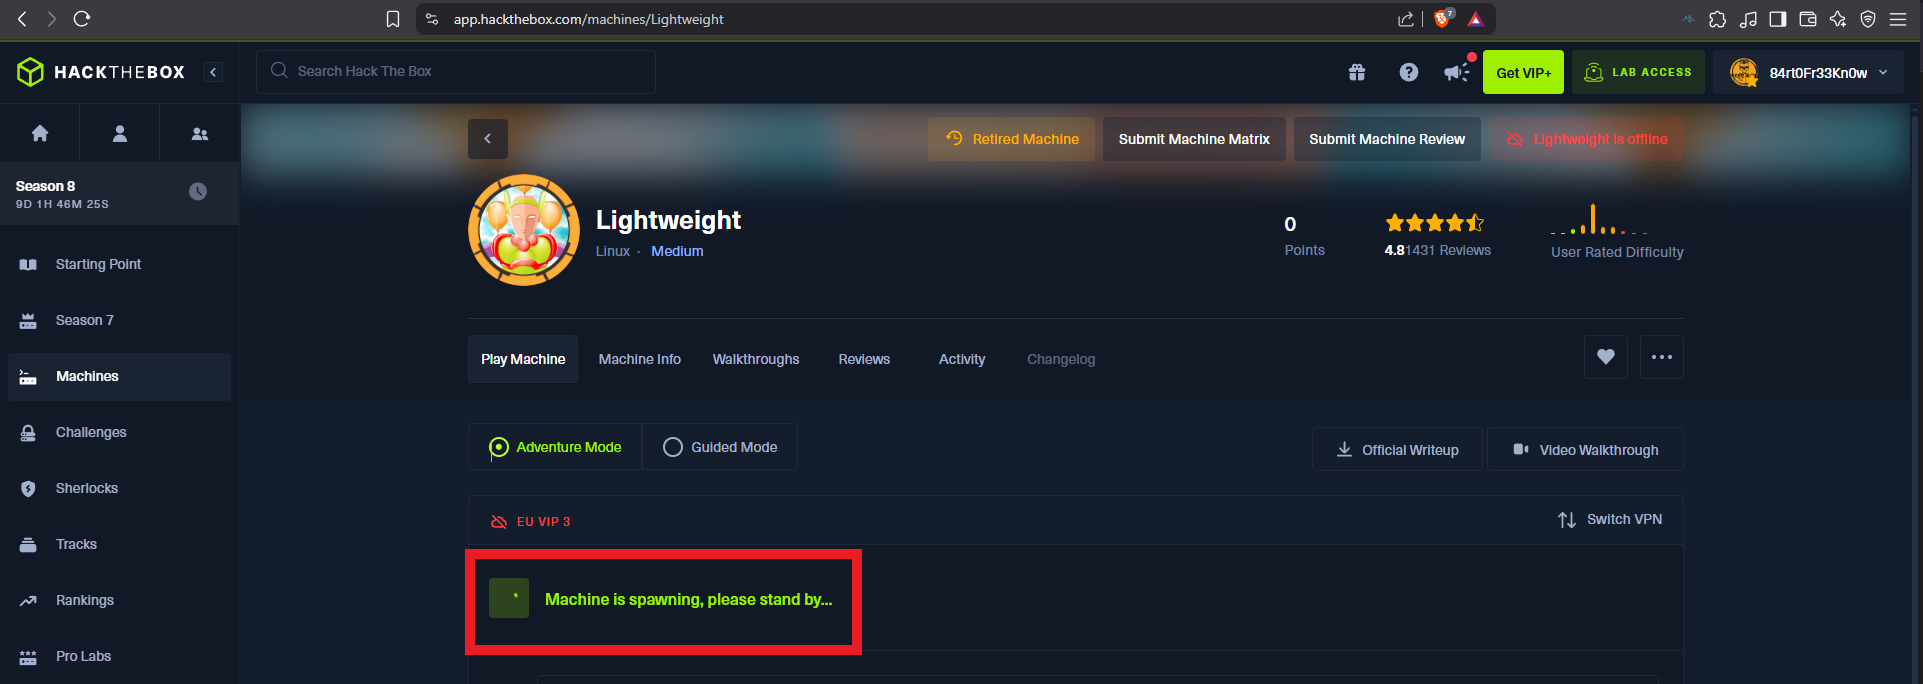 app.hackthebox.com/machines/Lightweight
7
HACKTHEBOX
Search Hack The Box
Get VIP+
LAB ACCESS
84rt0Fr33Kn0w
Retired Machine
Submit Machine Matrix
Submit Machine Review
Lightweight is offline
Season 8
9D 1H 46M 25S
Lightweight
Linux · Medium
0
Points
4.8 1431 Reviews
User Rated Difficulty
Starting Point
Season 7
Machines
Challenges
Sherlocks
Tracks
Rankings
Pro Labs
Play Machine
Machine Info
Walkthroughs
Reviews
Activity
Changelog
Adventure Mode
Guided Mode
Official Writeup
Video Walkthrough
EU VIP 3
Switch VPN
Machine is spawning, please stand by...